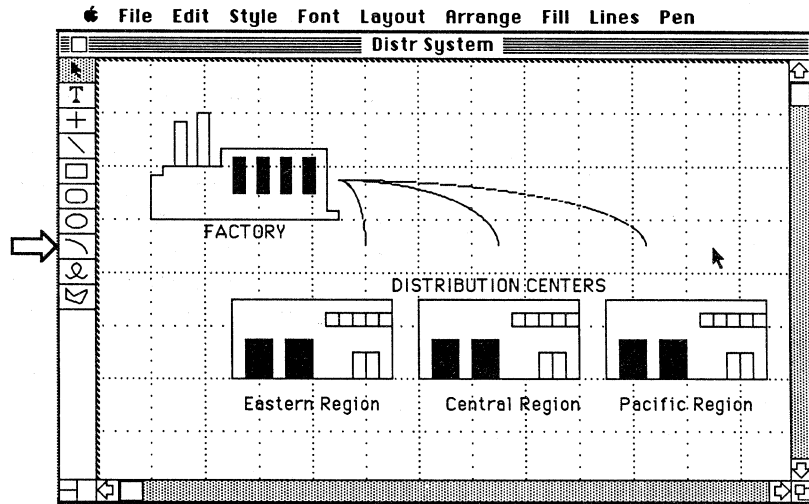 File Edit Style Font Layout Arrange Fill Lines Pen
Distr System
T
FACTORY
DISTRIBUTION CENTERS
Eastern Region Central Region Pacific Region